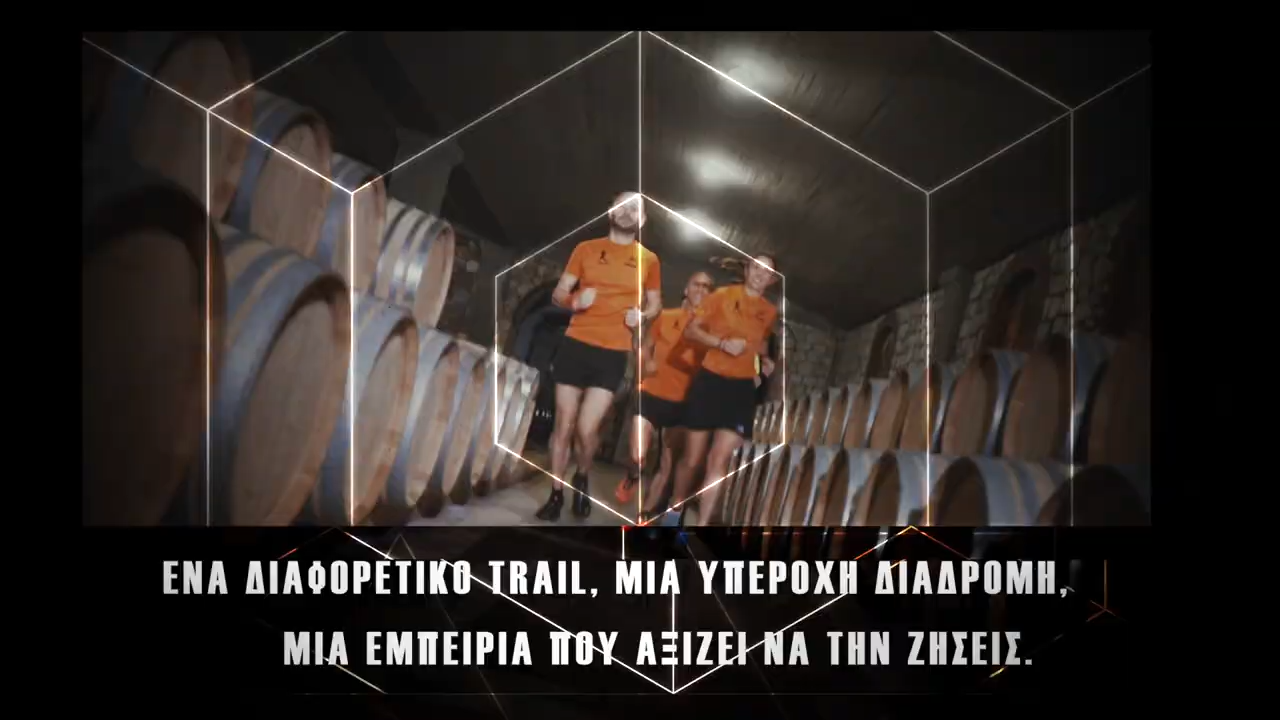 ΕΝΑ ΔΙΑΦΟΡΕΤΙΚΟ TRAIL, ΜΙΑ ΥΠΕΡΟΧΗ ΔΙΑΔΡΟΜΗ,
ΜΙΑ ΕΜΠΕΙΡΙΑ ΠΟΥ ΑΞΙΖΕΙ ΝΑ ΤΗΝ ΖΗΣΕΙΣ.